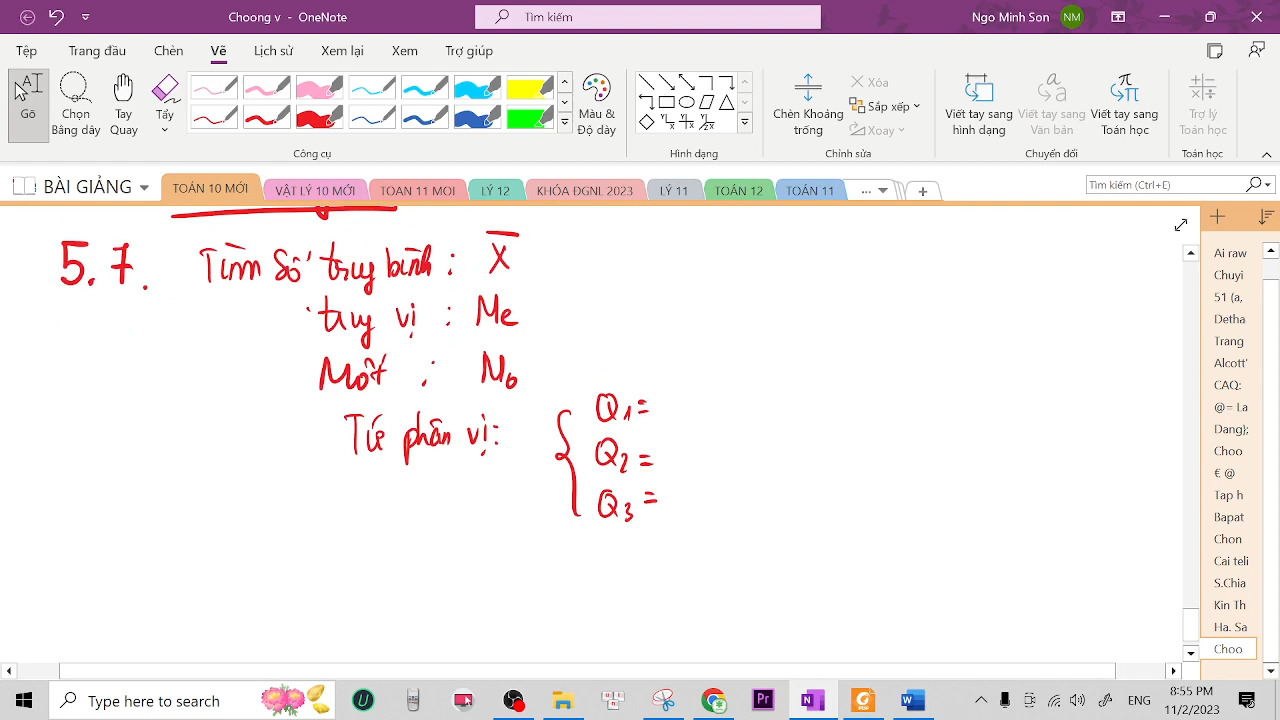 Choong v - OneNote
Tìm kiếm
Ngo Minh Son NM
Tệp Trang đầu Chèn Vẽ Lịch sử Xem lại Xem Trợ giúp
Gõ
Chọn Bằng dây
Tay Quay
Tẩy
Màu & Độ dày
Chèn Khoảng trống
Xóa
Sắp xếp
Xoay
Viết tay sang hình dạng
Viết tay sang Văn bản
Viết tay sang Toán học
Trợ lý Toán học
Công cụ Hình dạng Chỉnh sửa Chuyển đổi Toán học
BÀI GIẢNG TOÁN 10 MỚI VẬT LÝ 10 MỚI TOAN 11 MOI LÝ 12 KHÓA ĐGNL 2023 LÝ 11 TOÁN 12 TOÁN 11 ...
Tìm kiếm (Ctrl+E)
5.7. Tìm số truy bình : X̅
truy vị : Me
Mốt : Mo
Tứ phân vị:
Q1 =
Q2 =
Q3 =
Ai raw
Chuyi
51 (a,
Detha
Trang
Alcott'
CAQ:
@= La
Dang);
Choo
€ @
Tap h
Bapat
Chon
Cai teli
S.Chia
Kin Th
Ha. Sa
Choo
Type here to search
ENG
8:55 PM
11/2/2023